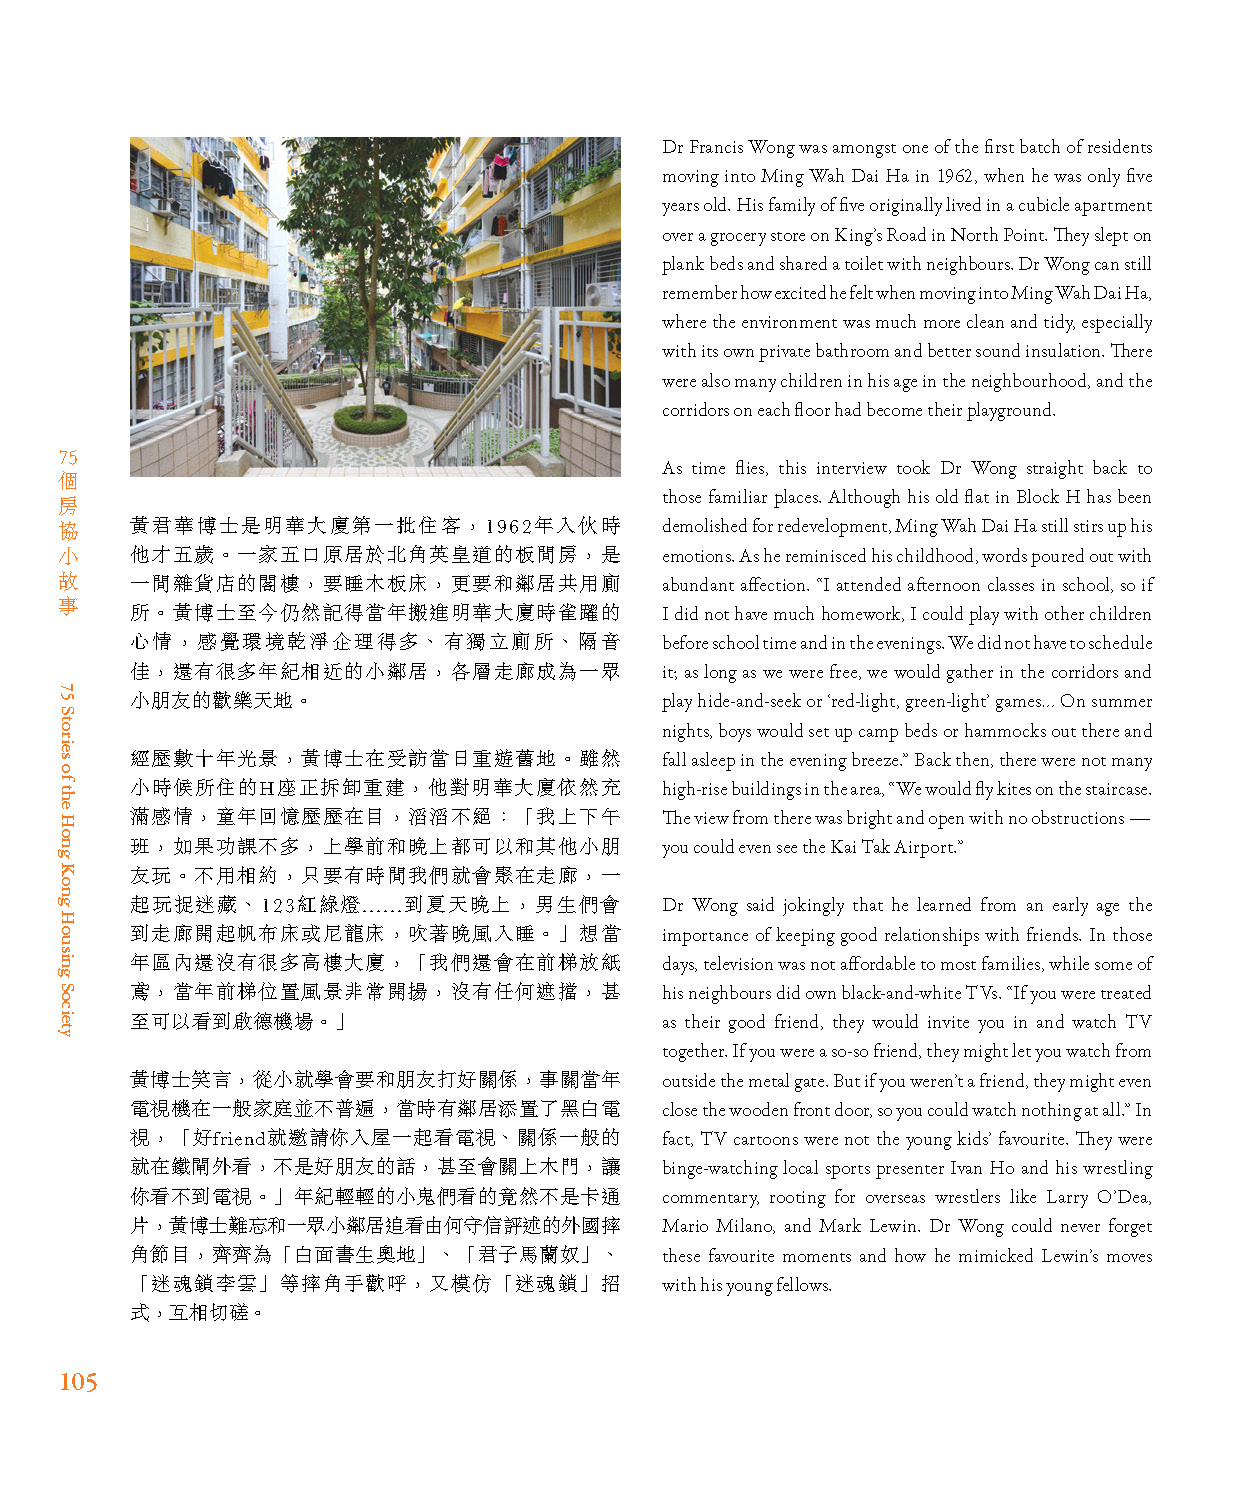 75個房協小故事
75 Stories of the Hong Kong Housing Society
黃君華博士是明華大廈第一批住客，1962年入伙時
他才五歲。一家五口原居於北角英皇道的板間房，是
一間雜貨店的閣樓，要睡木板床，更要和鄰居共用廁
所。黃博士至今仍然記得當年搬進明華大廈時雀躍的
心情，感覺環境乾淨企理得多、有獨立廁所、隔音
佳，還有很多年紀相近的小鄰居，各層走廊成為一眾
小朋友的歡樂天地。
經歷數十年光景，黃博士在受訪當日重遊舊地。雖然
小時候所住的H座正拆卸重建，他對明華大廈依然充
滿感情，童年回憶歷歷在目，滔滔不絕：「我上下午
班，如果功課不多，上學前和晚上都可以和其他小朋
友玩。不用相約，只要有時間我們就會聚在走廊，一
起玩捉迷藏、123紅綠燈......到夏天晚上，男生們會
到走廊開起帆布床或尼龍床，吹著晚風入睡。」想當
年區內還沒有很多高樓大廈，「我們還會在前梯放紙
鳶，當年前梯位置風景非常開揚，沒有任何遮擋，甚
至可以看到啟德機場。」
黃博士笑言，從小就學會要和朋友打好關係，事關當年
電視機在一般家庭並不普遍，當時有鄰居添置了黑白電
視，「好friend就邀請你入屋一起看電視、關係一般的
就在鐵閘外看，不是好朋友的話，甚至會關上木門，讓
你看不到電視。」年紀輕輕的小鬼們看的竟然不是卡通
片，黃博士難忘和一眾小鄰居追看由何守信評述的外國摔
角節目，齊齊為「白面書生奧地」、「君子馬蘭奴」、
「迷魂鎖李雲」等摔角手歡呼，又模仿「迷魂鎖」招
式，互相切磋。
Dr Francis Wong was amongst one of the first batch of residents
moving into Ming Wah Dai Ha in 1962, when he was only five
years old. His family of five originally lived in a cubicle apartment
over a grocery store on King’s Road in North Point. They slept on
plank beds and shared a toilet with neighbours. Dr Wong can still
remember how excited he felt when moving into Ming Wah Dai Ha,
where the environment was much more clean and tidy, especially
with its own private bathroom and better sound insulation. There
were also many children in his age in the neighbourhood, and the
corridors on each floor had become their playground.
As time flies, this interview took Dr Wong straight back to
those familiar places. Although his old flat in Block H has been
demolished for redevelopment, Ming Wah Dai Ha still stirs up his
emotions. As he reminisced his childhood, words poured out with
abundant affection. “I attended afternoon classes in school, so if
I did not have much homework, I could play with other children
before school time and in the evenings. We did not have to schedule
it; as long as we were free, we would gather in the corridors and
play hide-and-seek or ‘red-light, green-light’ games... On summer
nights, boys would set up camp beds or hammocks out there and
fall asleep in the evening breeze.” Back then, there were not many
high-rise buildings in the area, “We would fly kites on the staircase.
The view from there was bright and open with no obstructions —
you could even see the Kai Tak Airport.”
Dr Wong said jokingly that he learned from an early age the
importance of keeping good relationships with friends. In those
days, television was not affordable to most families, while some of
his neighbours did own black-and-white TVs. “If you were treated
as their good friend, they would invite you in and watch TV
together. If you were a so-so friend, they might let you watch from
outside the metal gate. But if you weren’t a friend, they might even
close the wooden front door, so you could watch nothing at all.” In
fact, TV cartoons were not the young kids’ favourite. They were
binge-watching local sports presenter Ivan Ho and his wrestling
commentary, rooting for overseas wrestlers like Larry O’Dea,
Mario Milano, and Mark Lewin. Dr Wong could never forget
these favourite moments and how he mimicked Lewin’s moves
with his young fellows.
105